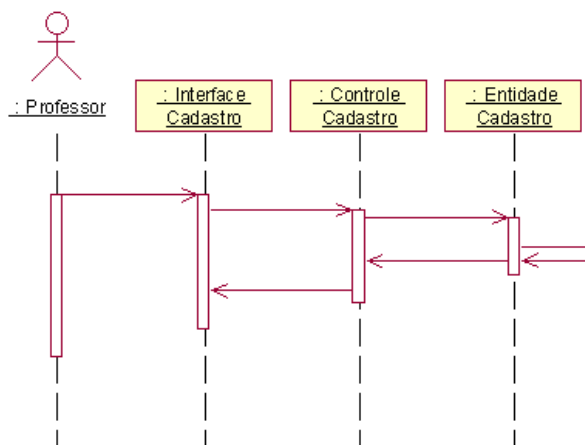 : Professor
: Interface
Cadastro
: Controle
Cadastro
: Entidade
Cadastro